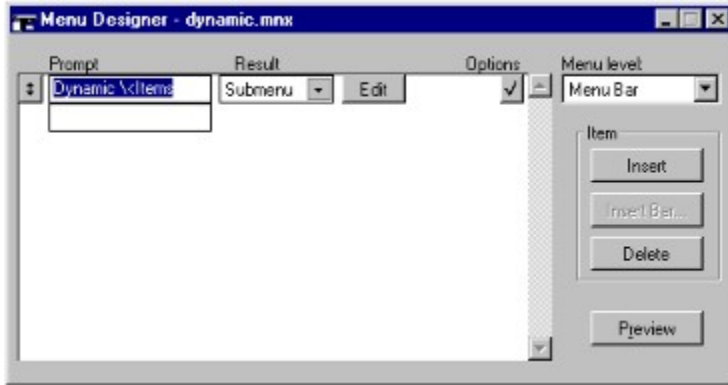 Menu Designer - dynamic.mnx
Prompt Result Options Menu level:
Dynamic \<Items Submenu Edit Menu Bar
Item
Insert
Insert Bar...
Delete
Preview